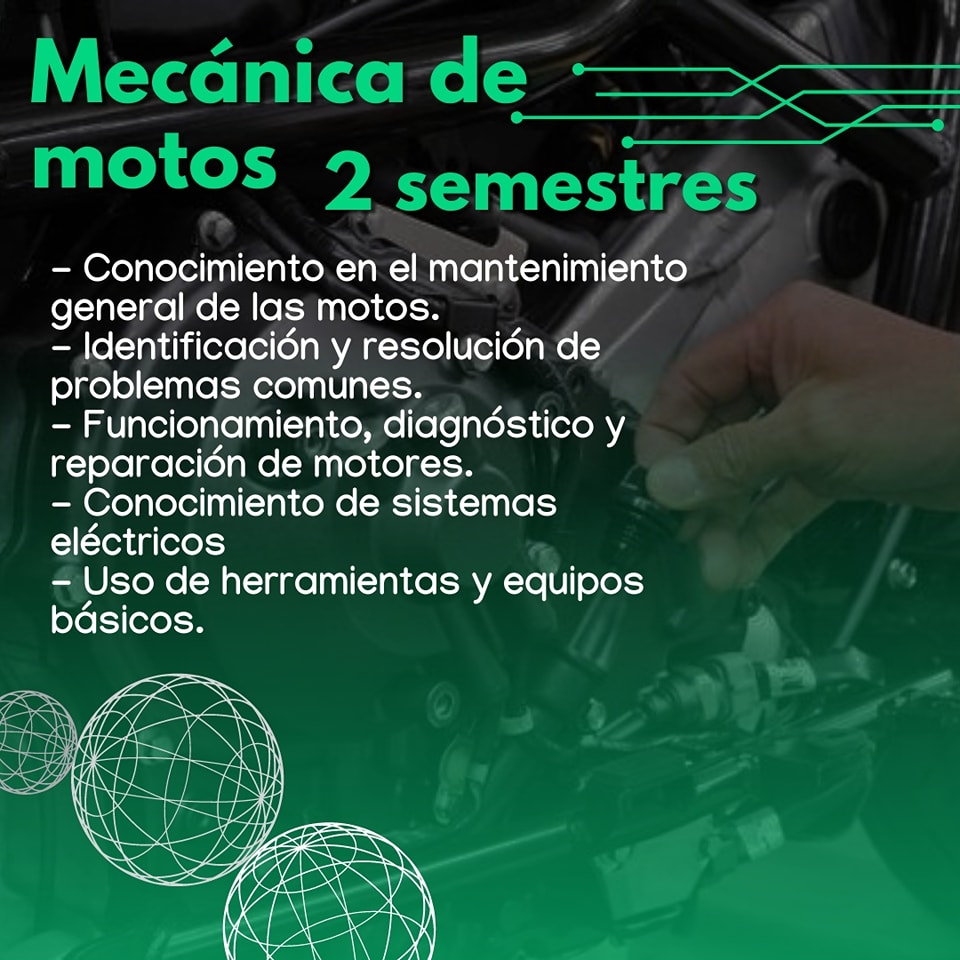 Mecánica de
motos 2 semestres
- Conocimiento en el mantenimiento
general de las motos.
- Identificación y resolución de
problemas comunes.
- Funcionamiento, diagnóstico y
reparación de motores.
- Conocimiento de sistemas
eléctricos
- Uso de herramientas y equipos
básicos.